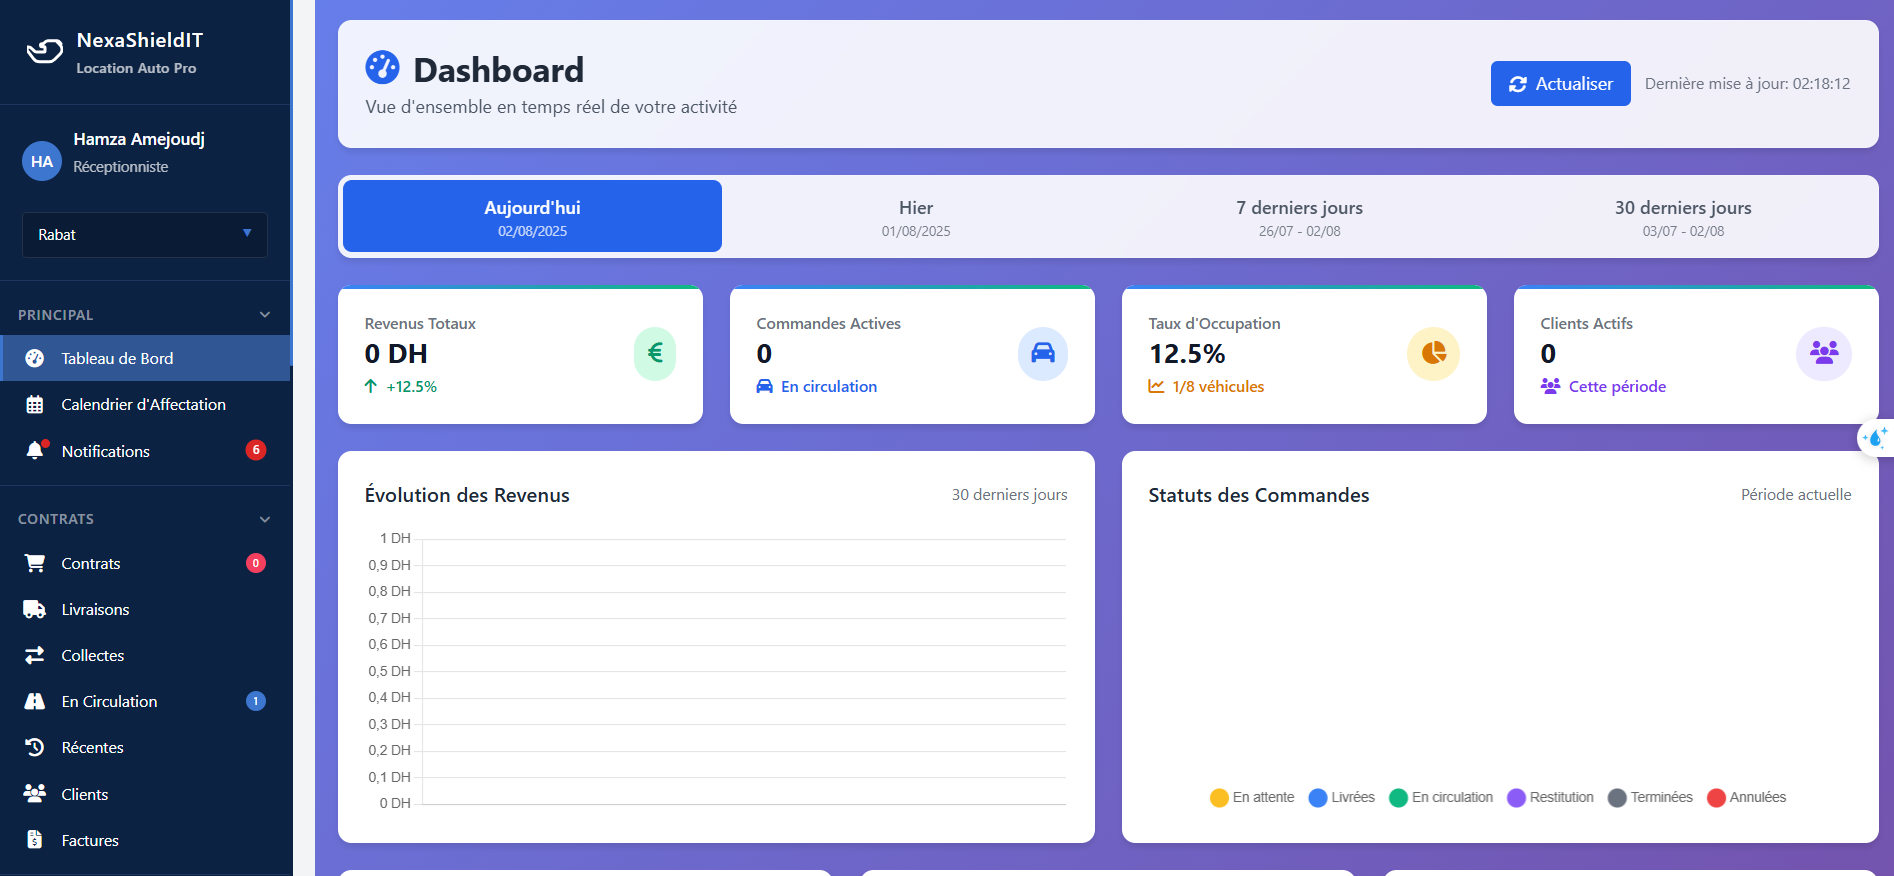 NexaShieldIT
Location Auto Pro
HA
Hamza Amejoudj
Réceptionniste
Rabat
PRINCIPAL
Tableau de Bord
Calendrier d'Affectation
Notifications 6
CONTRATS
Contrats 0
Livraisons
Collectes
En Circulation 1
Récentes
Clients
Factures
Dashboard
Vue d'ensemble en temps réel de votre activité
Actualiser
Dernière mise à jour: 02:18:12
Aujourd'hui
02/08/2025
Hier
01/08/2025
7 derniers jours
26/07 - 02/08
30 derniers jours
03/07 - 02/08
Revenus Totaux
0 DH
+12.5%
€
Commandes Actives
0
En circulation
Taux d'Occupation
12.5%
1/8 véhicules
Clients Actifs
0
Cette période
Évolution des Revenus
30 derniers jours
1 DH
0,9 DH
0,8 DH
0,7 DH
0,6 DH
0,5 DH
0,4 DH
0,3 DH
0,2 DH
0,1 DH
0 DH
Statuts des Commandes
Période actuelle
En attente Livrées En circulation Restitution Terminées Annulées